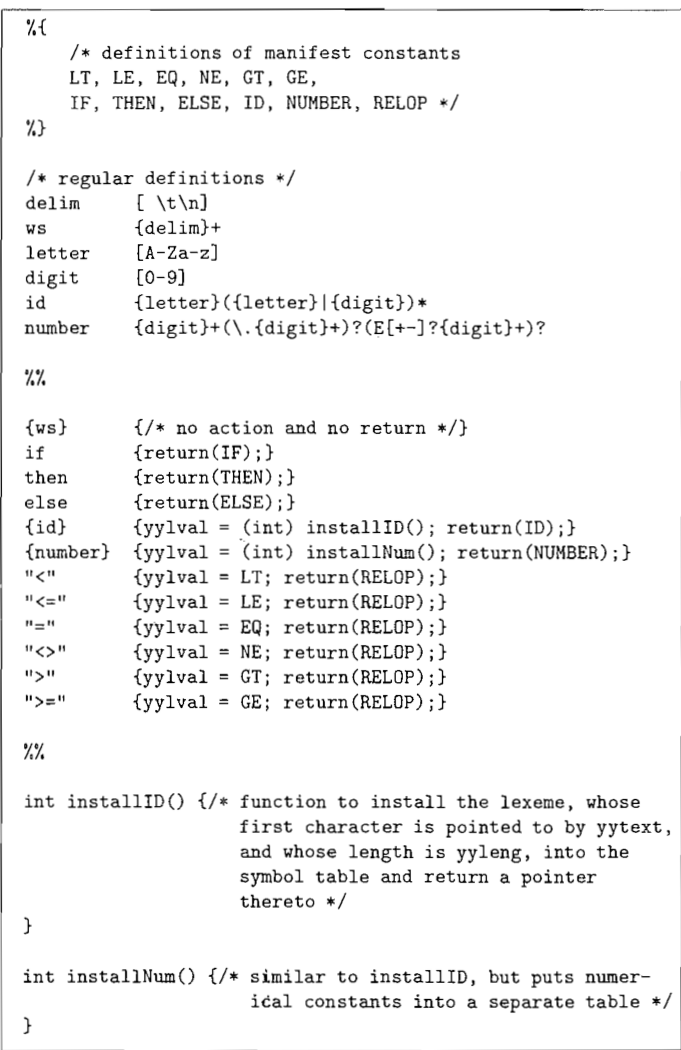 %{
    /* definitions of manifest constants
    LT, LE, EQ, NE, GT, GE,
    IF, THEN, ELSE, ID, NUMBER, RELOP */
%}
/* regular definitions */
delim     [ \t\n]
ws        {delim}+
letter    [A-Za-z]
digit     [0-9]
id        {letter}({letter}|{digit})*
number    {digit}+(\.{digit}+)?(E[+-]?{digit}+)?
%%
{ws}      {/* no action and no return */}
if        {return(IF);}
then      {return(THEN);}
else      {return(ELSE);}
{id}      {yylval = (int) installID(); return(ID);}
{number}  {yylval = (int) installNum(); return(NUMBER);}
"<"       {yylval = LT; return(RELOP);}
"<="      {yylval = LE; return(RELOP);}
"="       {yylval = EQ; return(RELOP);}
"<>"      {yylval = NE; return(RELOP);}
">"       {yylval = GT; return(RELOP);}
">="      {yylval = GE; return(RELOP);}
%%
int installID() {/* function to install the lexeme, whose
                    first character is pointed to by yytext,
                    and whose length is yyleng, into the
                    symbol table and return a pointer
                    thereto */
}
int installNum() {/* similar to installID, but puts numer-
                     ical constants into a separate table */
}